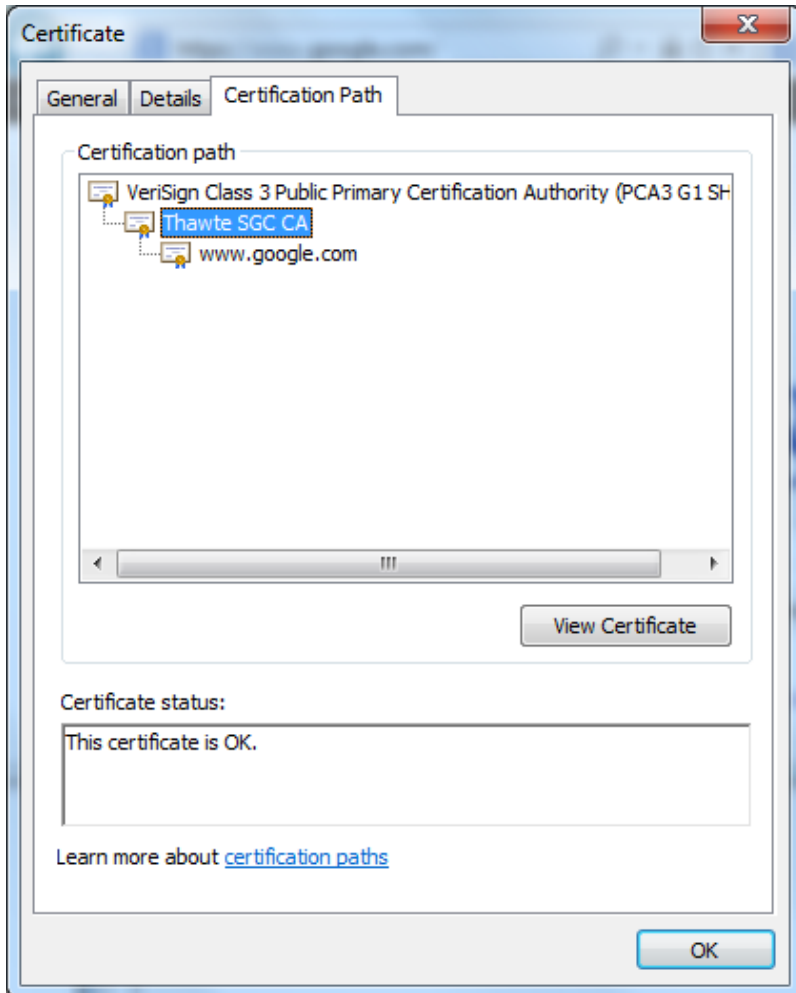 Certificate
General Details Certification Path
Certification path
VeriSign Class 3 Public Primary Certification Authority (PCA3 G1 SH
Thawte SGC CA
www.google.com
View Certificate
Certificate status:
This certificate is OK.
Learn more about certification paths
OK